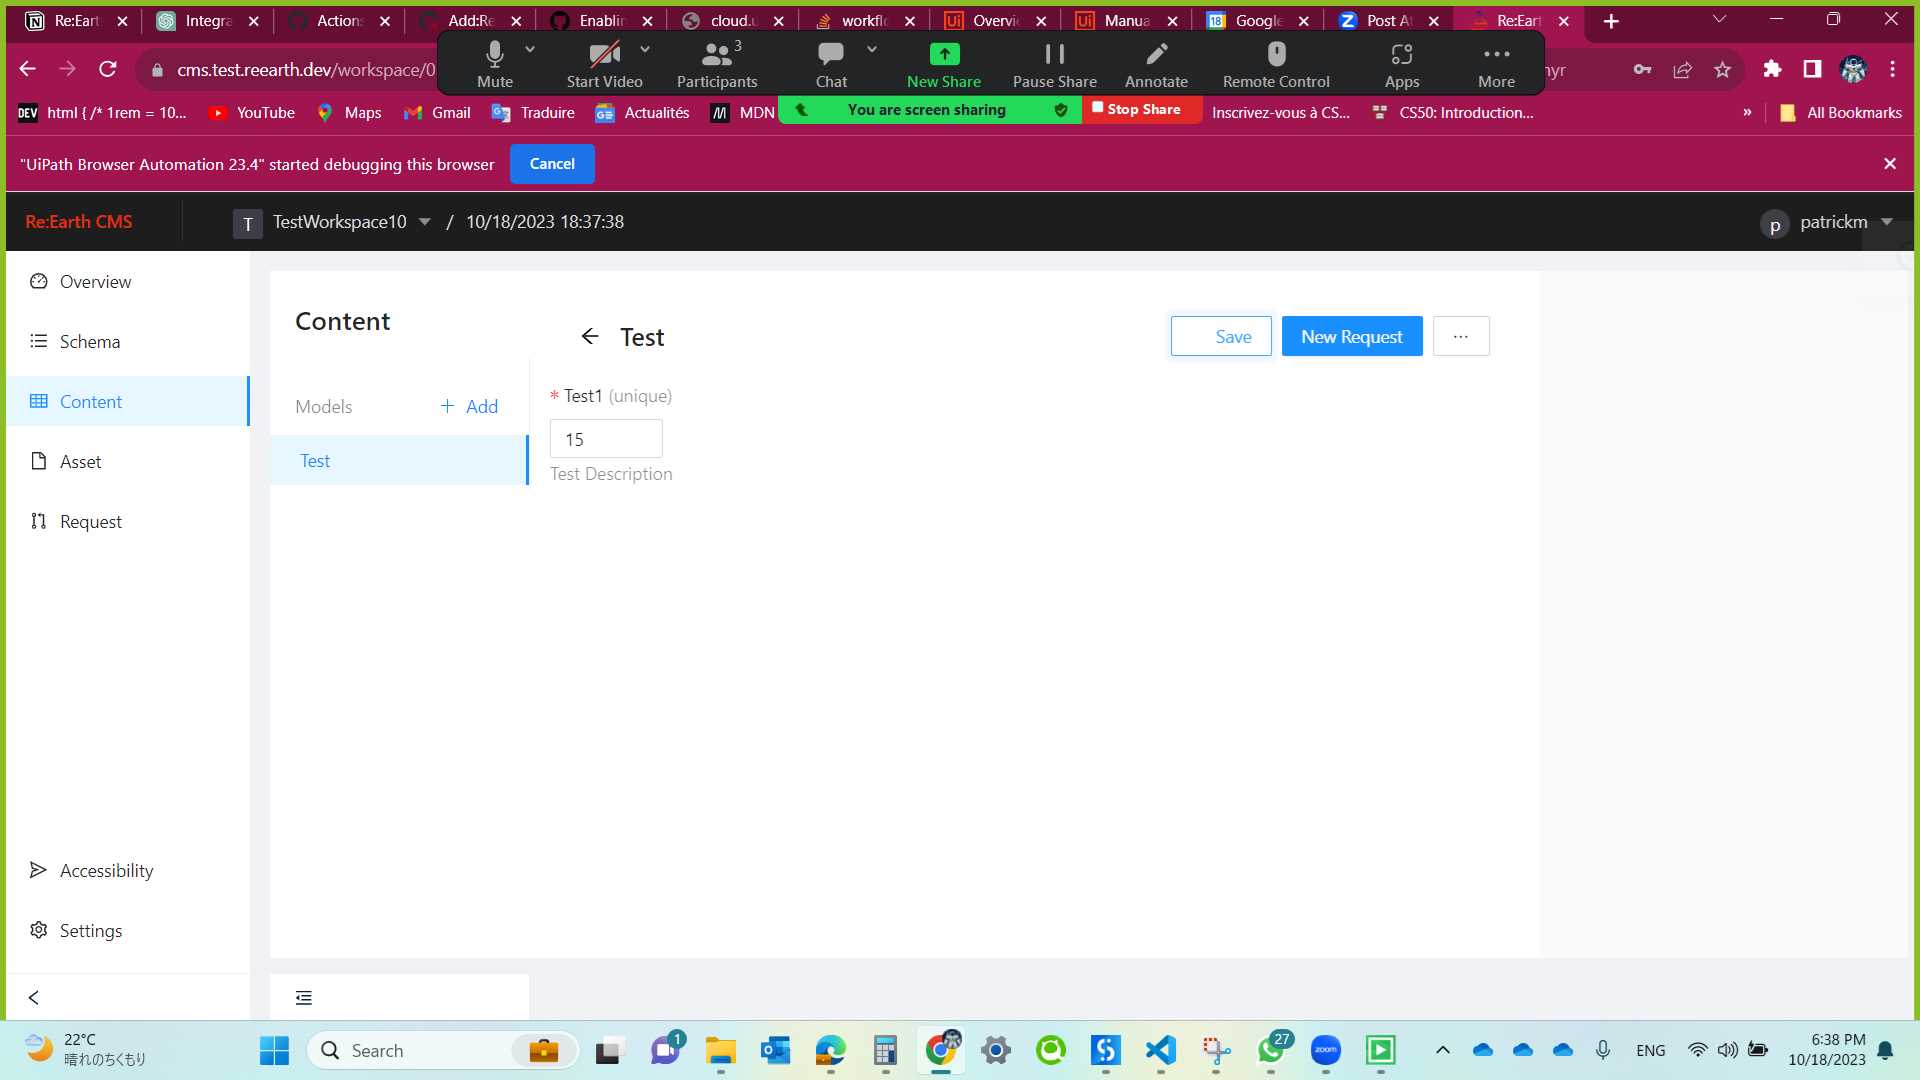 Re:Eart
Integra
Actions
Add:Re
Enablin
cloud.u
workflo
Overvie
Manua
Google
Post At
Re:Eart
cms.test.reearth.dev/workspace/0
nyr
Mute
Start Video
Participants
3
Chat
New Share
Pause Share
Annotate
Remote Control
Apps
More
html { /* 1rem = 10...
YouTube
Maps
Gmail
Traduire
Actualités
MDN
You are screen sharing
Stop Share
Inscrivez-vous à CS...
CS50: Introduction...
»
All Bookmarks
"UiPath Browser Automation 23.4" started debugging this browser
Cancel
Re:Earth CMS
T
TestWorkspace10
/
10/18/2023 18:37:38
p
patrickm
Overview
Schema
Content
Asset
Request
Accessibility
Settings
Content
Models
+ Add
Test
Test
Save
New Request
...
* Test1 (unique)
15
Test Description
22°C
晴れのちくもり
Search
1
27
zoom
ENG
6:38 PM
10/18/2023